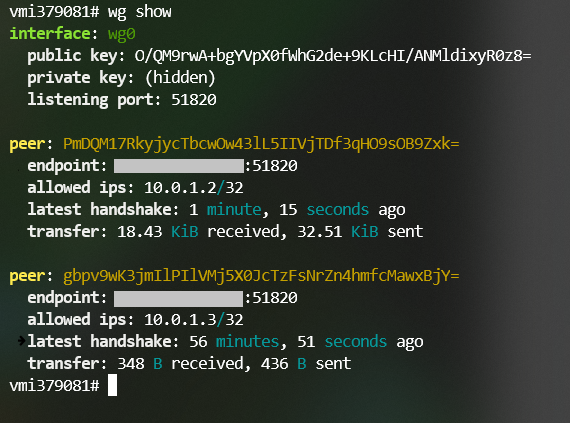 vmi379081# wg show
interface: wg0
public key: O/QM9rwA+bgYVpX0fWhG2de+9KLcHI/ANMldixyR0z8=
private key: (hidden)
listening port: 51820
peer: PmDQM17RkyjycTbcwOw43lL5IIVjTDf3qHO9sOB9Zxk=
endpoint: :51820
allowed ips: 10.0.1.2/32
latest handshake: 1 minute, 15 seconds ago
transfer: 18.43 KiB received, 32.51 KiB sent
peer: gbpv9wK3jmIlPIlVMj5X0JcTzFsNrZn4hmfcMawxBjY=
endpoint: :51820
allowed ips: 10.0.1.3/32
latest handshake: 56 minutes, 51 seconds ago
transfer: 348 B received, 436 B sent
vmi379081#